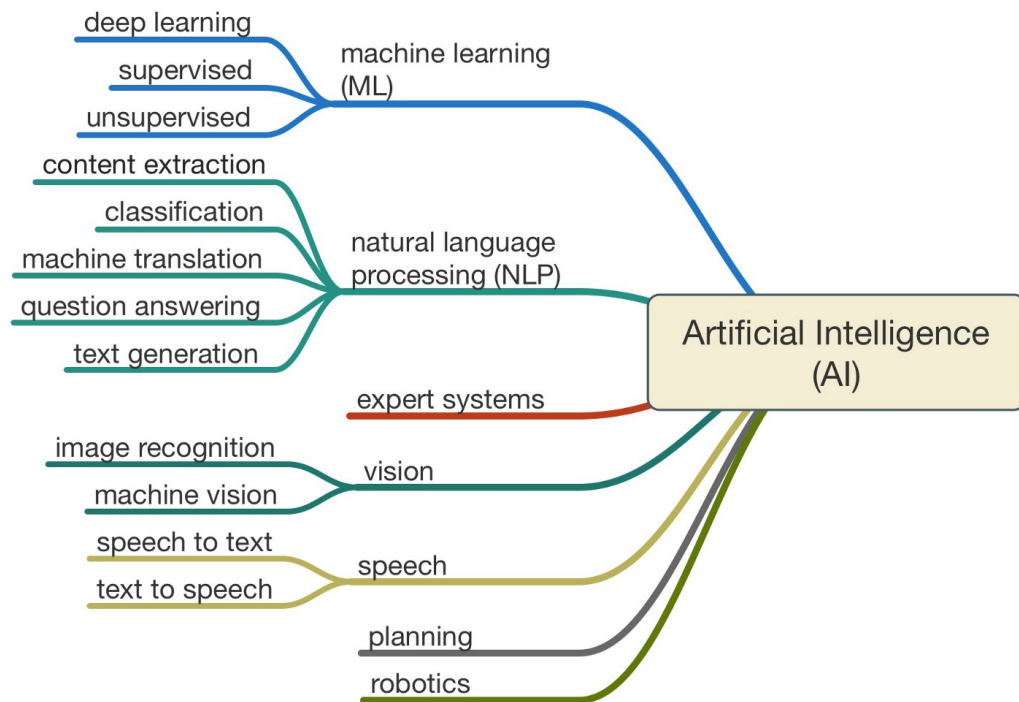 deep learning
supervised
unsupervised
machine learning
(ML)
content extraction
classification
machine translation
question answering
text generation
natural language
processing (NLP)
Artificial Intelligence
(AI)
expert systems
image recognition
machine vision
vision
speech to text
text to speech
speech
planning
robotics